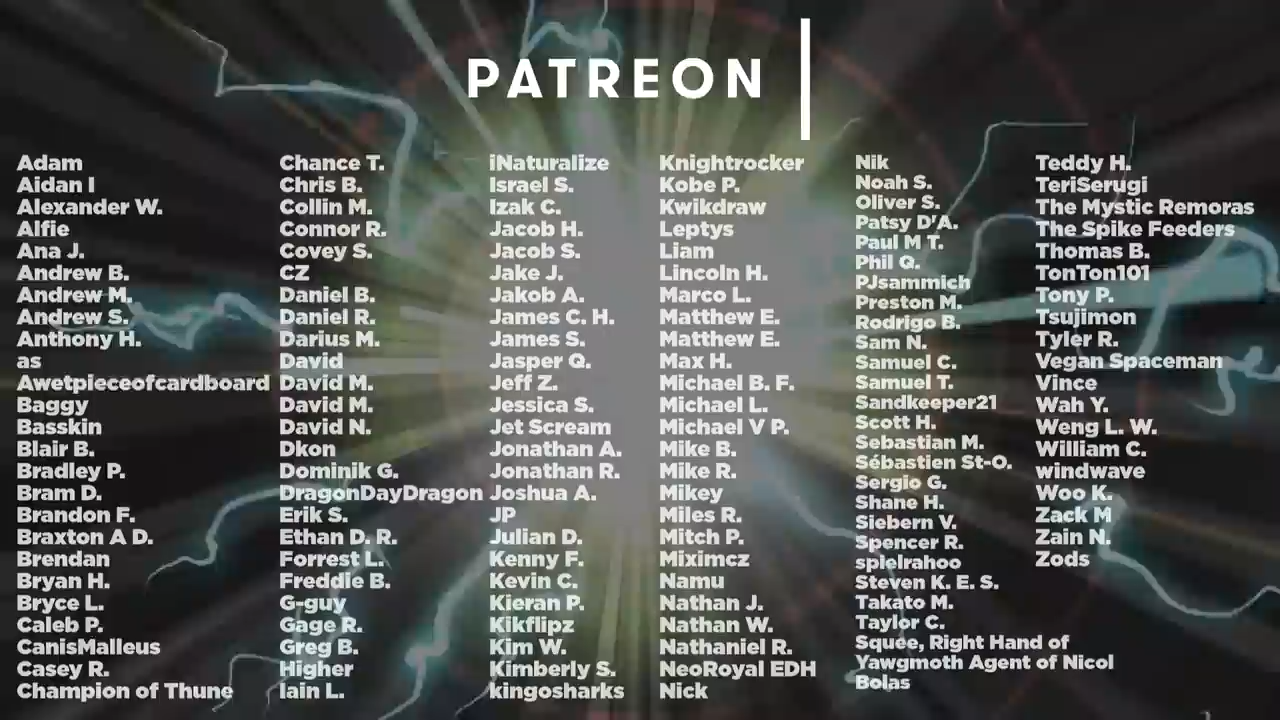 PATREON
Adam
Aidan I
Alexander W.
Alfie
Ana J.
Andrew B.
Andrew M.
Andrew S.
Anthony H.
as
Awetpieceofcardboard
Baggy
Basskin
Blair B.
Bradley P.
Bram D.
Brandon F.
Braxton A D.
Brendan
Bryan H.
Bryce L.
Caleb P.
CanisMalleus
Casey R.
Champion of Thune
Chance T.
Chris B.
Collin M.
Connor R.
Covey S.
CZ
Daniel B.
Daniel R.
Darius M.
David
David M.
David M.
David N.
Dkon
Dominik G.
DragonDayDragon
Erik S.
Ethan D. R.
Forrest L.
Freddie B.
G-guy
Gage R.
Greg B.
Higher
Iain L.
iNaturalize
Israel S.
Izak C.
Jacob H.
Jacob S.
Jake J.
Jakob A.
James C. H.
James S.
Jasper Q.
Jeff Z.
Jessica S.
Jet Scream
Jonathan A.
Jonathan R.
Joshua A.
JP
Julian D.
Kenny F.
Kevin C.
Kieran P.
Kikflipz
Kim W.
Kimberly S.
kingosharks
Knightrocker
Kobe P.
Kwikdraw
Leptys
Liam
Lincoln H.
Marco L.
Matthew E.
Matthew E.
Max H.
Michael B. F.
Michael L.
Michael V P.
Mike B.
Mike R.
Mikey
Miles R.
Mitch P.
Miximcz
Namu
Nathan J.
Nathan W.
Nathaniel R.
NeoRoyal EDH
Nick
Nik
Noah S.
Oliver S.
Patsy D'A.
Paul M T.
Phil Q.
PJsammich
Preston M.
Rodrigo B.
Sam N.
Samuel C.
Samuel T.
Sandkeeper21
Scott H.
Sebastian M.
Sébastien St-O.
Sergio G.
Shane H.
Siebern V.
Spencer R.
spielrahoo
Steven K. E. S.
Takato M.
Taylor C.
Squee, Right Hand of
Yawgmoth Agent of Nicol
Bolas
Teddy H.
TeriSerugi
The Mystic Remoras
The Spike Feeders
Thomas B.
TonTon101
Tony P.
Tsujimon
Tyler R.
Vegan Spaceman
Vince
Wah Y.
Weng L. W.
William C.
windwave
Woo K.
Zack M
Zain N.
Zods